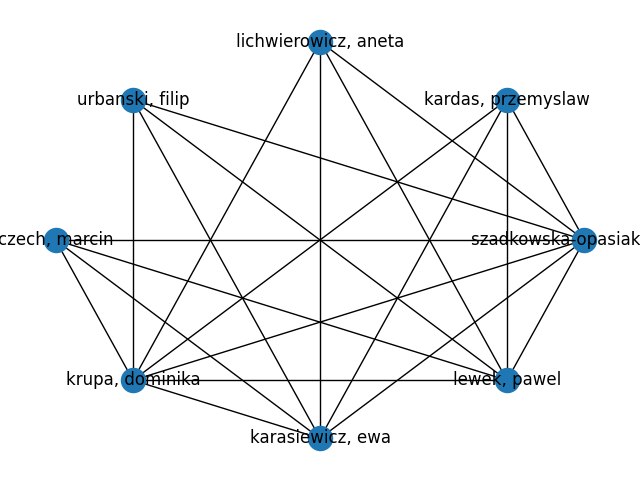 lichwierowicz, aneta
urbanski, filip
kardas, przemyslaw
czech, marcin
szadkowska-opasiak
krupa, dominika
lewek, pawel
karasiewicz, ewa